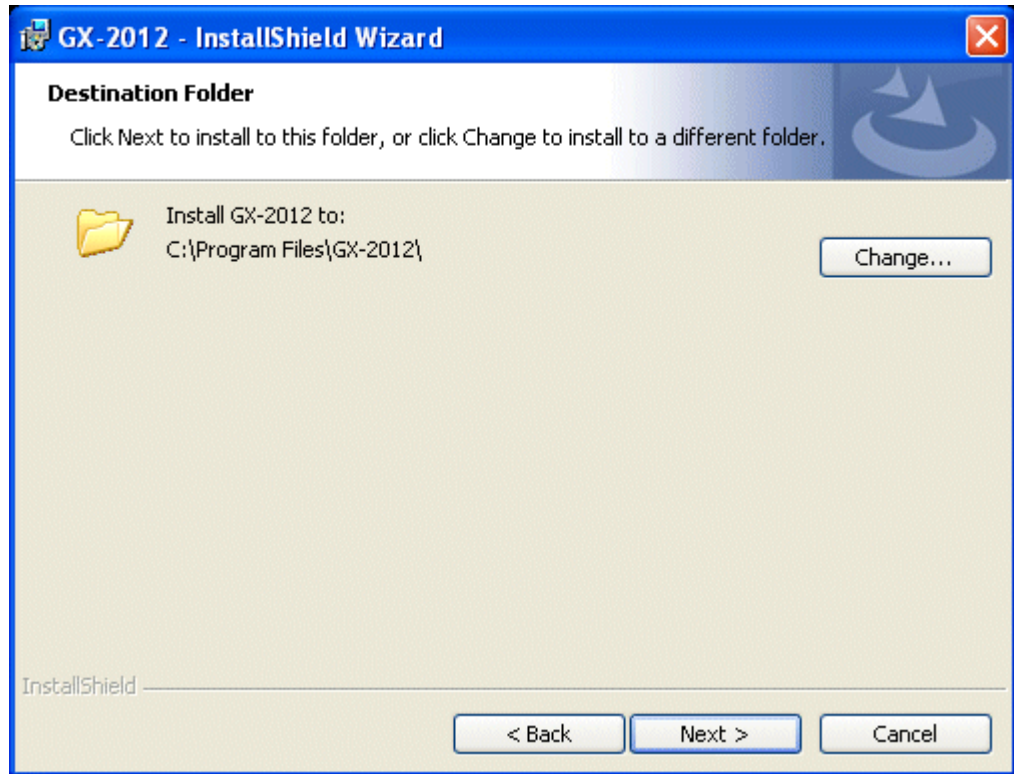 GX-2012 - InstallShield Wizard
Destination Folder
Click Next to install to this folder, or click Change to install to a different folder.
Install GX-2012 to:
C:\Program Files\GX-2012\
Change...
InstallShield
< Back
Next >
Cancel